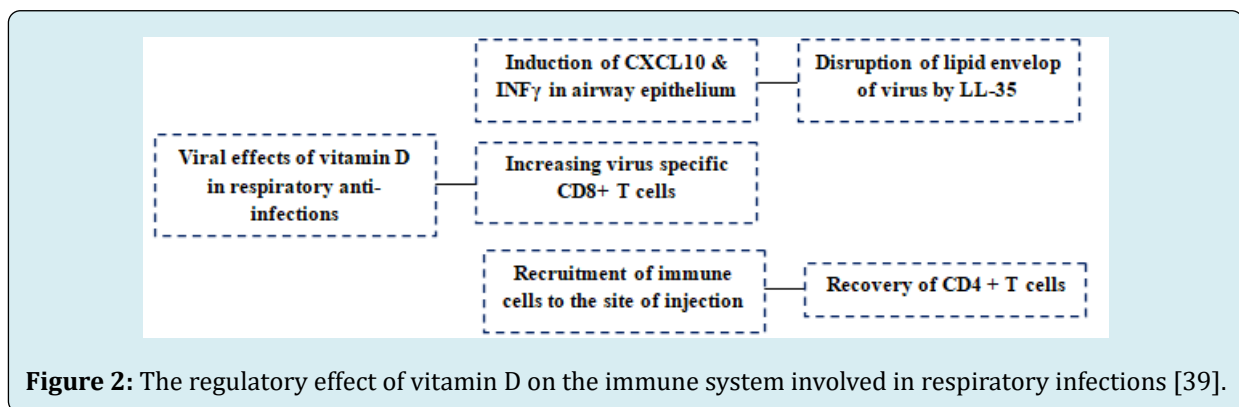 Induction of CXCL10 &
INFγ in airway epithelium
Disruption of lipid envelop
of virus by LL-35
Viral effects of vitamin D
in respiratory anti-
infections
Increasing virus specific
CD8+ T cells
Recruitment of immune
cells to the site of injection
Recovery of CD4 + T cells
Figure 2: The regulatory effect of vitamin D on the immune system involved in respiratory infections [39].